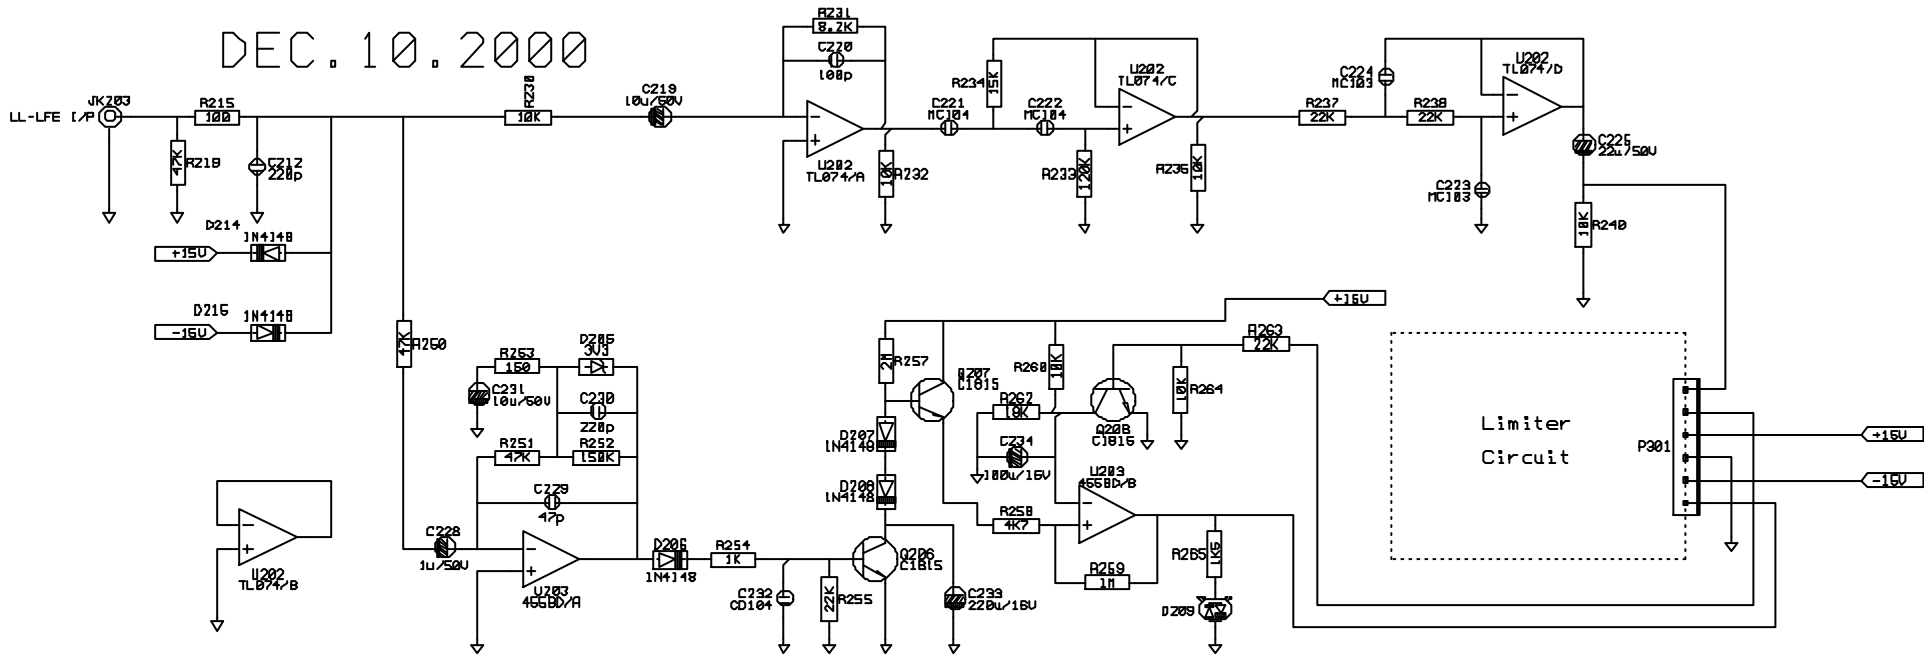 DEC.10.2000
LL-LFE I/P
JK203
R215
100
47K
R219
C212
220p
D214
1N4148
+15V
D215
1N4148
-15V
R230
10K
C219
10u/50V
R231
8.2K
C220
100p
U202
TL074/A
10K
R232
C221
MC104
R234
15K
C222
MC104
U202
TL074/C
R233
120K
R235
10K
R237
22K
C224
MC103
R238
22K
U202
TL074/D
C223
MC103
C225
22u/50V
10K
R240
47K
R250
R253
150
D205
3V3
C231
10u/50V
C230
220p
R251
47K
R252
150K
C229
47p
C228
1u/50V
U203
4558D/A
U202
TL074/B
D206
1N4148
R254
1K
C232
CD104
22K
R255
Q206
C1815
C233
220u/16V
2M
R257
Q207
C1815
D207
1N4148
D208
1N4148
+15V
R260
10K
R262
10K
C234
100u/16V
Q208
C1815
10K
R264
R263
22K
U203
4558D/B
R258
4K7
R259
1M
R265
1K5
D209
Limiter
Circuit
P301
+15V
-15V